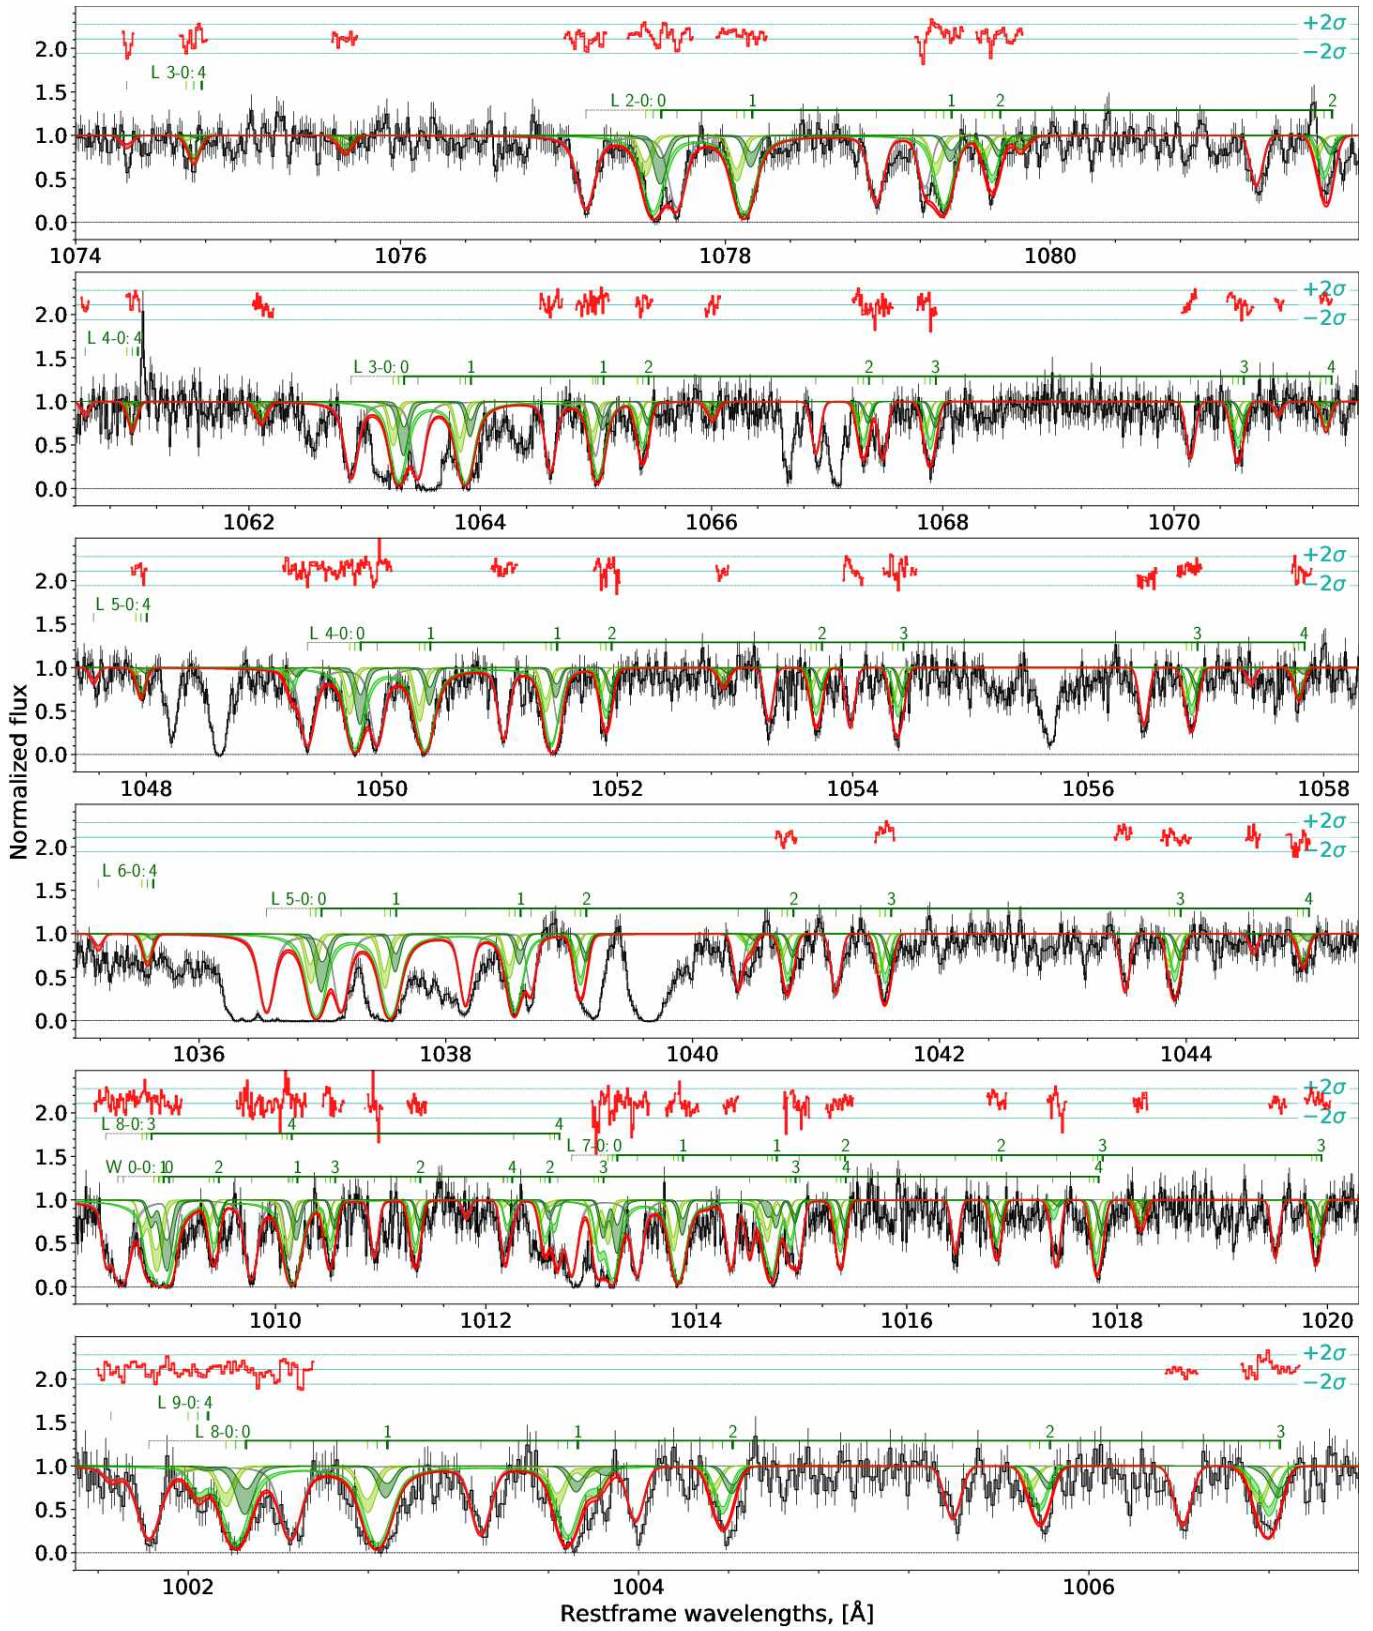 +2σ
2.0
−2σ
L 3-0: 4
1.5
L 2-0: 0 1 1 2 2
1.0
0.5
0.0
1074 1076 1078 1080
+2σ
2.0
−2σ
L 4-0: 4
1.5
L 3-0: 0 1 1 2 2 3 3 4
1.0
0.5
0.0
1062 1064 1066 1068 1070
+2σ
2.0
−2σ
L 5-0: 4
1.5
L 4-0: 0 1 1 2 2 3 3 4
1.0
0.5
0.0
1048 1050 1052 1054 1056 1058
Normalized flux
+2σ
2.0
−2σ
L 6-0: 4
1.5
L 5-0: 0 1 1 2 2 3 3 4
1.0
0.5
0.0
1036 1038 1040 1042 1044
+2σ
2.0
−2σ
L 8-0: 3 4 4
L 7-0: 0 1 1 2 2 3 3
1.5
W 0-0: 1 0 2 1 3 2 4 2 3 3 4 4
1.0
0.5
0.0
1010 1012 1014 1016 1018 1020
+2σ
2.0
−2σ
L 9-0: 4
1.5
L 8-0: 0 1 1 2 2 3
1.0
0.5
0.0
1002 1004 1006
Restframe wavelengths, [Å]